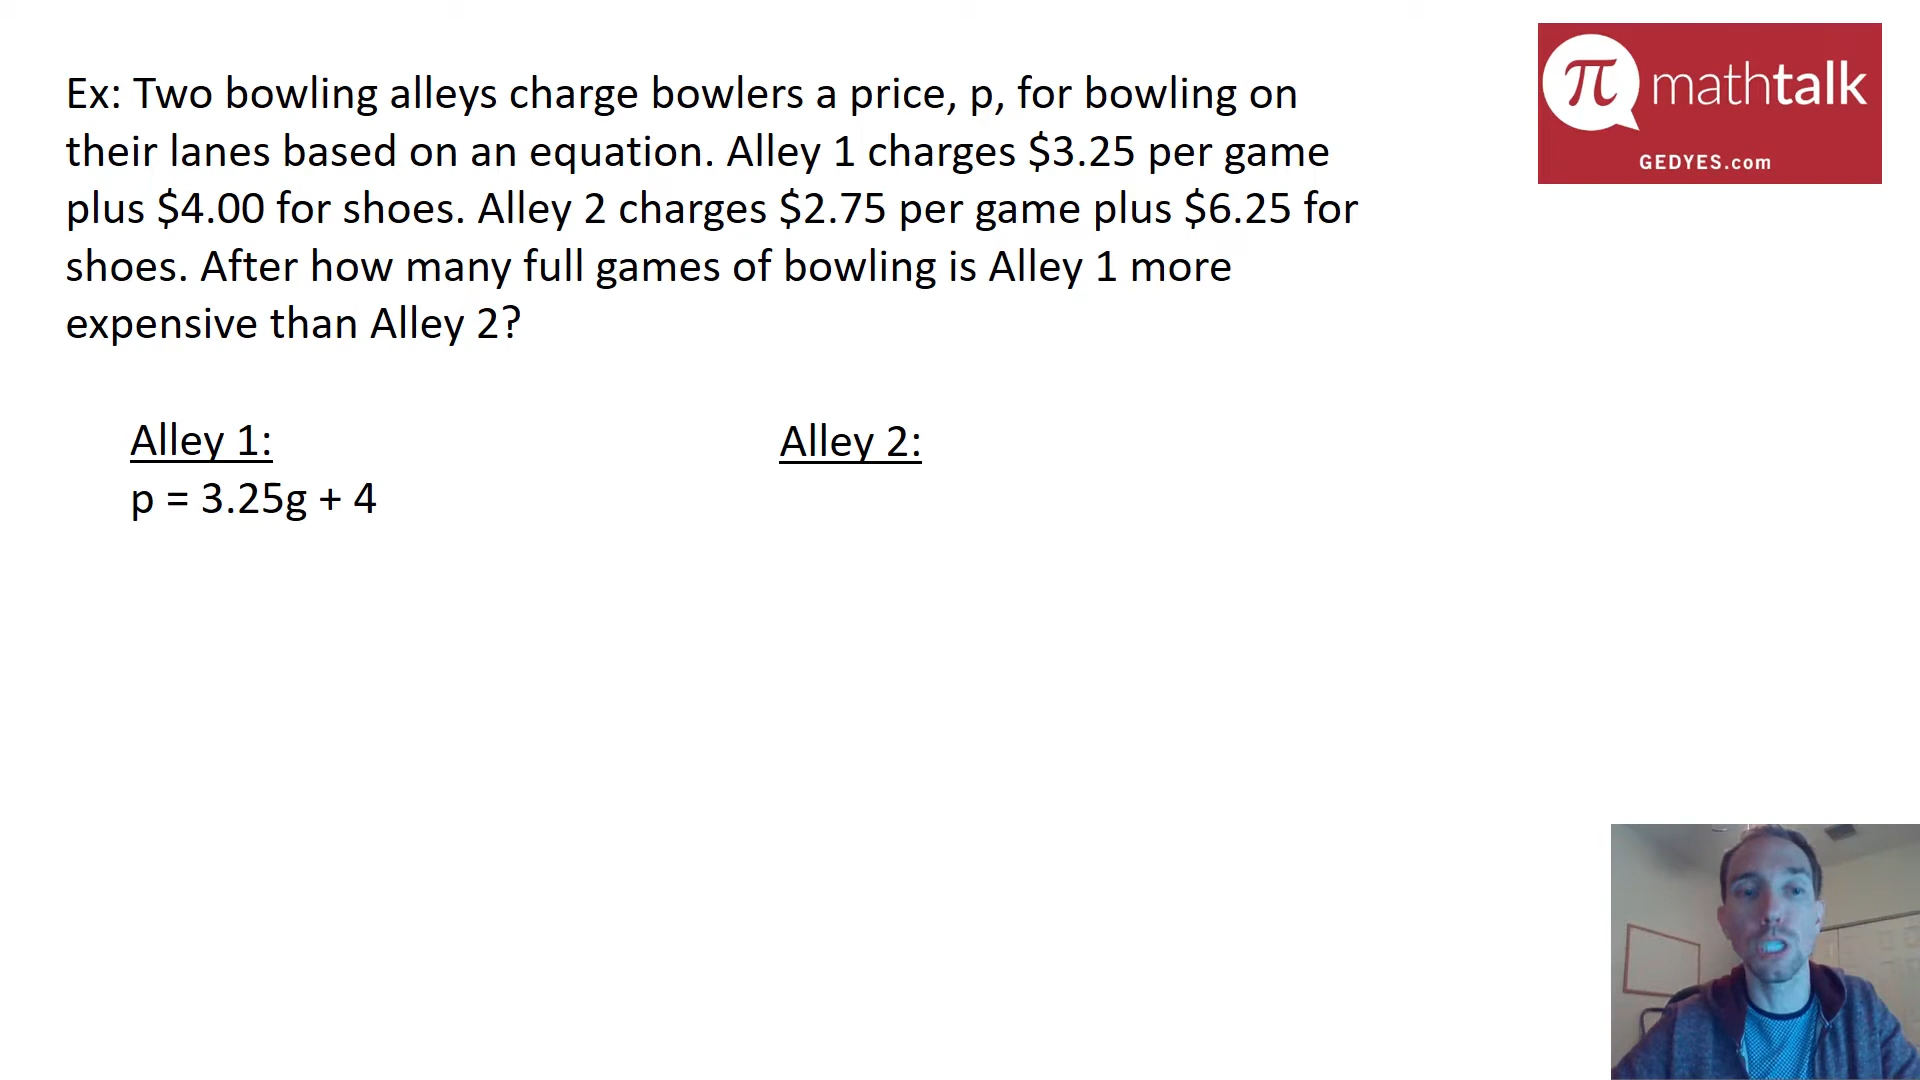 Ex: Two bowling alleys charge bowlers a price, p, for bowling on
their lanes based on an equation. Alley 1 charges $3.25 per game
plus $4.00 for shoes. Alley 2 charges $2.75 per game plus $6.25 for
shoes. After how many full games of bowling is Alley 1 more
expensive than Alley 2?
π mathtalk
GEDYES.com
Alley 1:
p = 3.25g + 4
Alley 2: